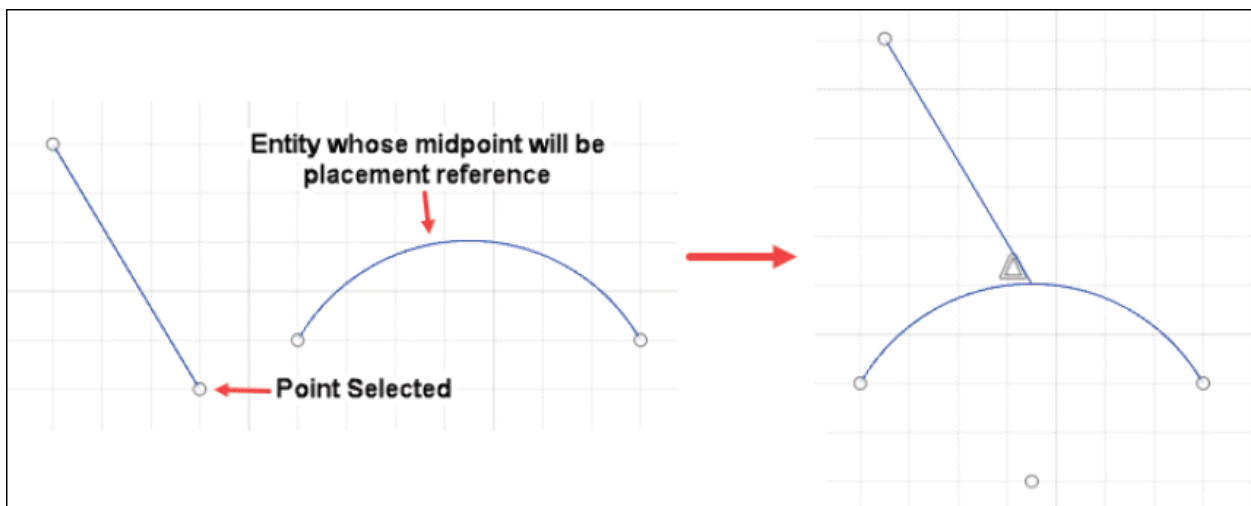 Entity whose midpoint will be
placement reference
Point Selected